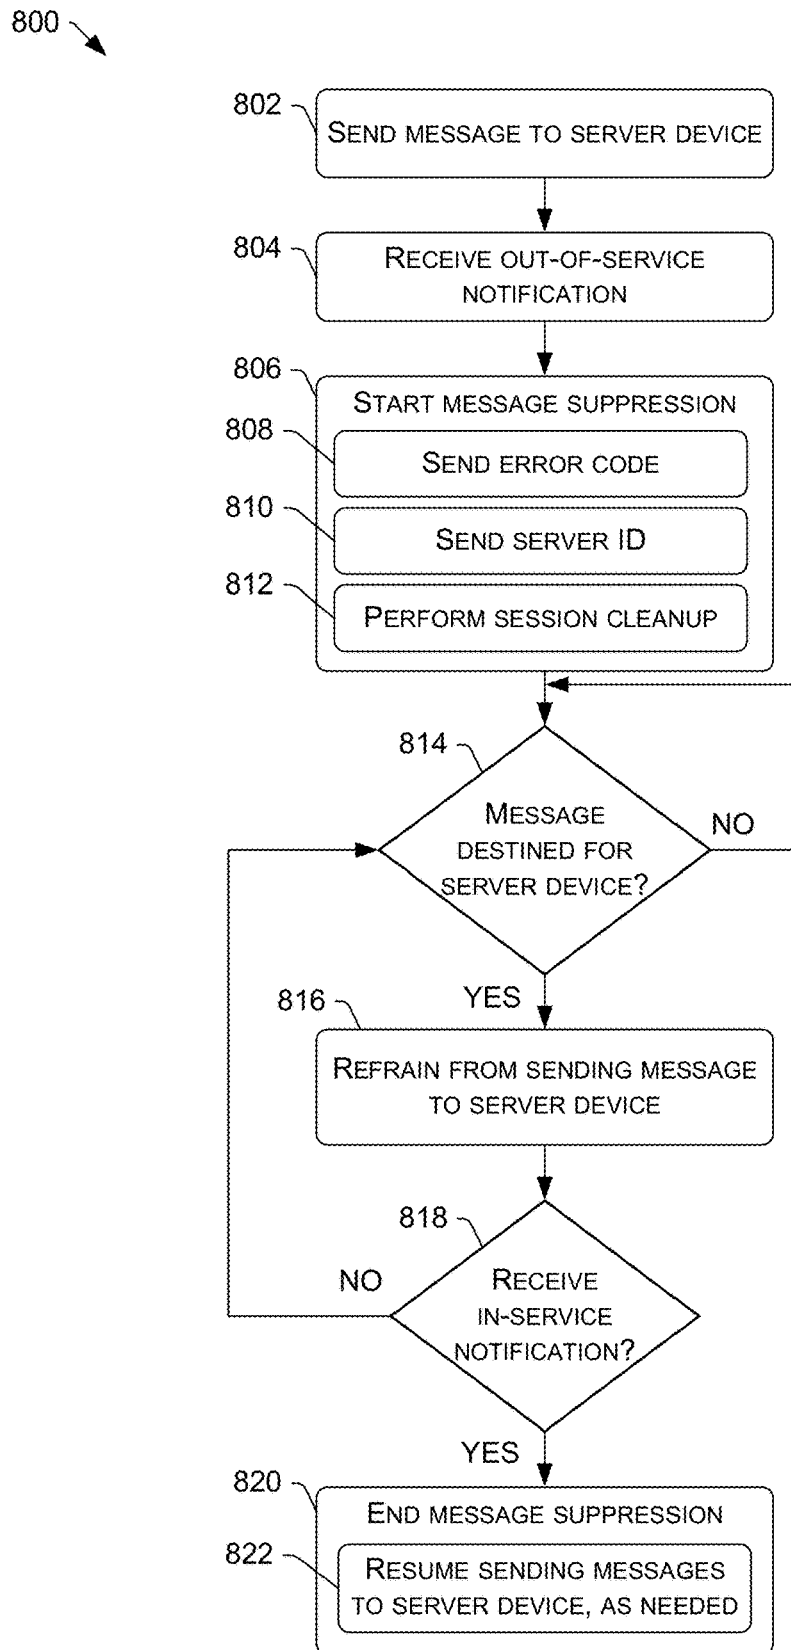 800
802
SEND MESSAGE TO SERVER DEVICE
804
RECEIVE OUT-OF-SERVICE
NOTIFICATION
806
START MESSAGE SUPPRESSION
808
SEND ERROR CODE
810
SEND SERVER ID
812
PERFORM SESSION CLEANUP
814
MESSAGE
DESTINED FOR
SERVER DEVICE?
NO
YES
816
REFRAIN FROM SENDING MESSAGE
TO SERVER DEVICE
818
RECEIVE
IN-SERVICE
NOTIFICATION?
NO
YES
820
END MESSAGE SUPPRESSION
822
RESUME SENDING MESSAGES
TO SERVER DEVICE, AS NEEDED